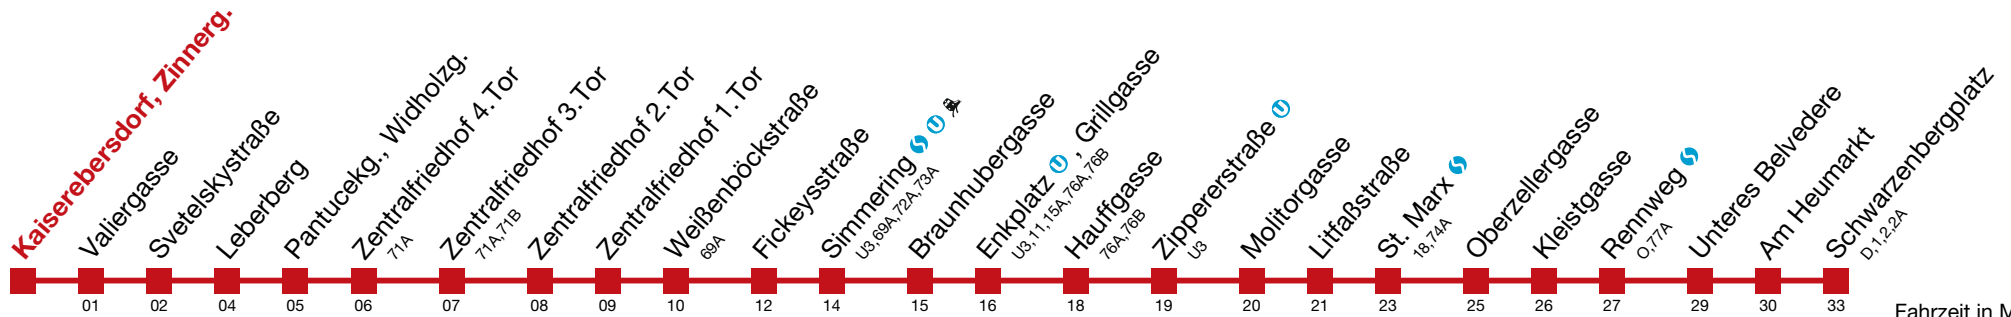 Kaiserebersdorf, Zinnerg.
Valiergasse
Svetelskystraße
Leberberg
Pantucekg., Widholzg.
Zentralfriedhof 4.Tor
71A
Zentralfriedhof 3.Tor
71A,71B
Zentralfriedhof 2.Tor
Zentralfriedhof 1.Tor
Weißenböckstraße
69A
Fickeysstraße
Simmering S U
U3,69A,72A,73A
Braunhubergasse
Enkplatz U , Grillgasse
U3,11,15A,76A,76B
Hauffgasse
76A,76B
Zippererstraße U
U3
Molitorgasse
Litfaßstraße
St. Marx S
18,74A
Oberzellergasse
Kleistgasse
Rennweg S
O,77A
Unteres Belvedere
Am Heumarkt
Schwarzenbergplatz
D,1,2,2A
01 02 04 05 06 07 08 09 10 12 14 15 16 18 19 20 21 23 25 26 27 29 30 33
Fahrzeit in M